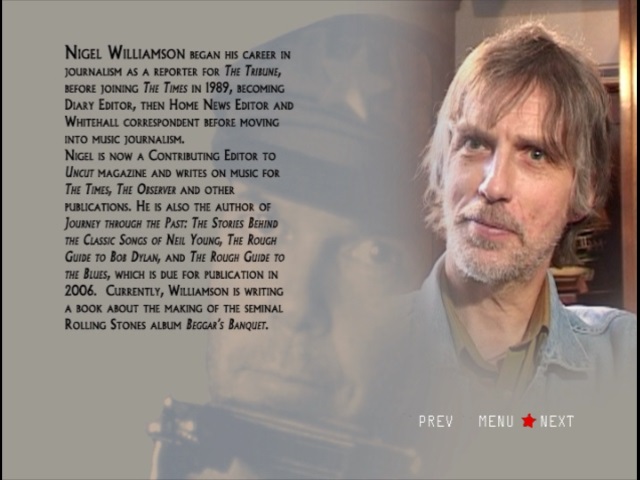 Nigel Williamson began his career in
journalism as a reporter for The Tribune,
before joining The Times in 1989, becoming
Diary Editor, then Home News Editor and
Whitehall correspondent before moving
into music journalism.
Nigel is now a Contributing Editor to
Uncut magazine and writes on music for
The Times, The Observer and other
publications. He is also the author of
Journey through the Past: The Stories Behind
the Classic Songs of Neil Young, The Rough
Guide to Bob Dylan, and The Rough Guide to
the Blues, which is due for publication in
2006. Currently, Williamson is writing
a book about the making of the seminal
Rolling Stones album Beggar's Banquet.
PREV MENU NEXT